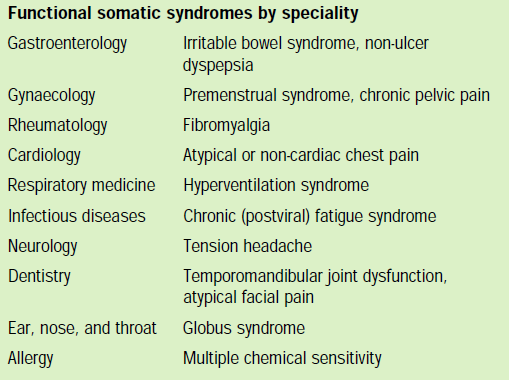 Functional somatic syndromes by speciality
Gastroenterology Irritable bowel syndrome, non-ulcer
dyspepsia
Gynaecology Premenstrual syndrome, chronic pelvic pain
Rheumatology Fibromyalgia
Cardiology Atypical or non-cardiac chest pain
Respiratory medicine Hyperventilation syndrome
Infectious diseases Chronic (postviral) fatigue syndrome
Neurology Tension headache
Dentistry Temporomandibular joint dysfunction,
atypical facial pain
Ear, nose, and throat Globus syndrome
Allergy Multiple chemical sensitivity